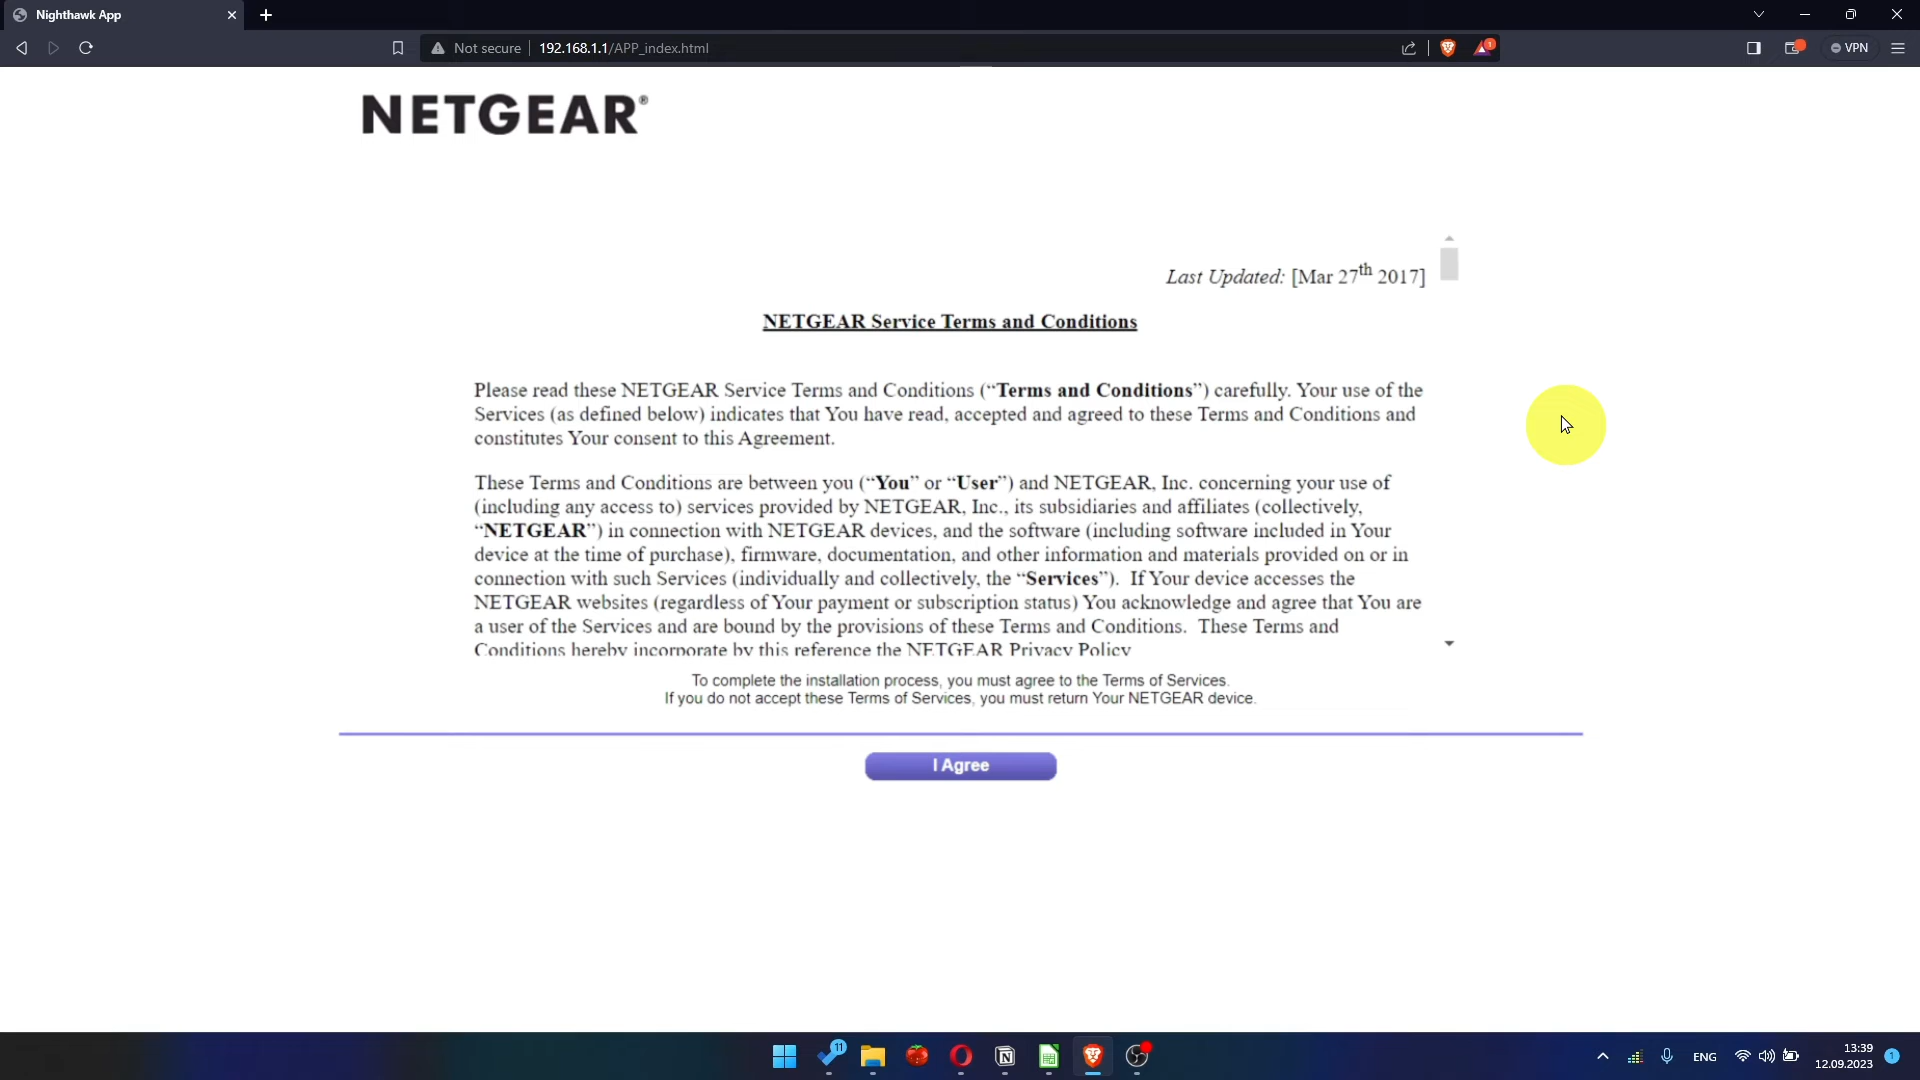 Nighthawk App
Not secure
192.168.1.1/APP_index.html
1
VPN
NETGEAR®
Last Updated: [Mar 27th 2017]
NETGEAR Service Terms and Conditions
Please read these NETGEAR Service Terms and Conditions (“Terms and Conditions”) carefully. Your use of the
Services (as defined below) indicates that You have read, accepted and agreed to these Terms and Conditions and
constitutes Your consent to this Agreement.
These Terms and Conditions are between you (“You” or “User”) and NETGEAR, Inc. concerning your use of
(including any access to) services provided by NETGEAR, Inc., its subsidiaries and affiliates (collectively,
“NETGEAR”) in connection with NETGEAR devices, and the software (including software included in Your
device at the time of purchase), firmware, documentation, and other information and materials provided on or in
connection with such Services (individually and collectively, the “Services”). If Your device accesses the
NETGEAR websites (regardless of Your payment or subscription status) You acknowledge and agree that You are
a user of the Services and are bound by the provisions of these Terms and Conditions. These Terms and
Conditions hereby incorporate by this reference the NETGEAR Privacy Policy
To complete the installation process, you must agree to the Terms of Services.
If you do not accept these Terms of Services, you must return Your NETGEAR device.
I Agree
11
ENG
13:39
12.09.2023
1